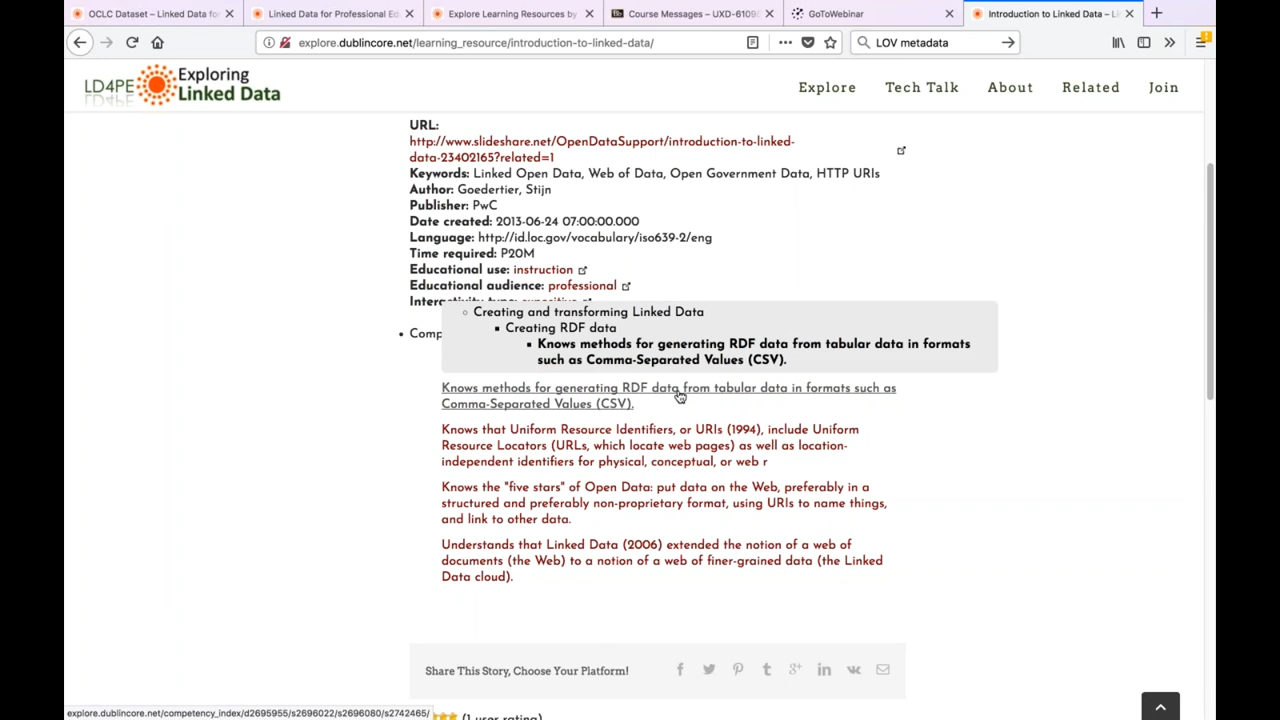 OCLC Dataset – Linked Data fo
Linked Data for Professional Ed
Explore Learning Resources by
Course Messages – UXD-6109
GoToWebinar
Introduction to Linked Data – Li
explore.dublincore.net/learning_resource/introduction-to-linked-data/
LOV metadata
LD4PE
Exploring
Linked Data
Explore
Tech Talk
About
Related
Join
URL:
http://www.slideshare.net/OpenDataSupport/introduction-to-linked-
data-23402165?related=1
Keywords: Linked Open Data, Web of Data, Open Government Data, HTTP URIs
Author: Goedertier, Stijn
Publisher: PwC
Date created: 2013-06-24 07:00:00.000
Language: http://id.loc.gov/vocabulary/iso639-2/eng
Time required: P20M
Educational use: instruction
Educational audience: professional
Interactivity type: expositive
Creating and transforming Linked Data
Creating RDF data
Comp
Knows methods for generating RDF data from tabular data in formats
such as Comma-Separated Values (CSV).
Knows methods for generating RDF data from tabular data in formats such as
Comma-Separated Values (CSV).
Knows that Uniform Resource Identifiers, or URIs (1994), include Uniform
Resource Locators (URLs, which locate web pages) as well as location-
independent identifiers for physical, conceptual, or web r
Knows the "five stars" of Open Data: put data on the Web, preferably in a
structured and preferably non-proprietary format, using URIs to name things,
and link to other data.
Understands that Linked Data (2006) extended the notion of a web of
documents (the Web) to a notion of a web of finer-grained data (the Linked
Data cloud).
Share This Story, Choose Your Platform!
explore.dublincore.net/competency_index/d2695955/s2696022/s2696080/s2742465/
(1 user rating)